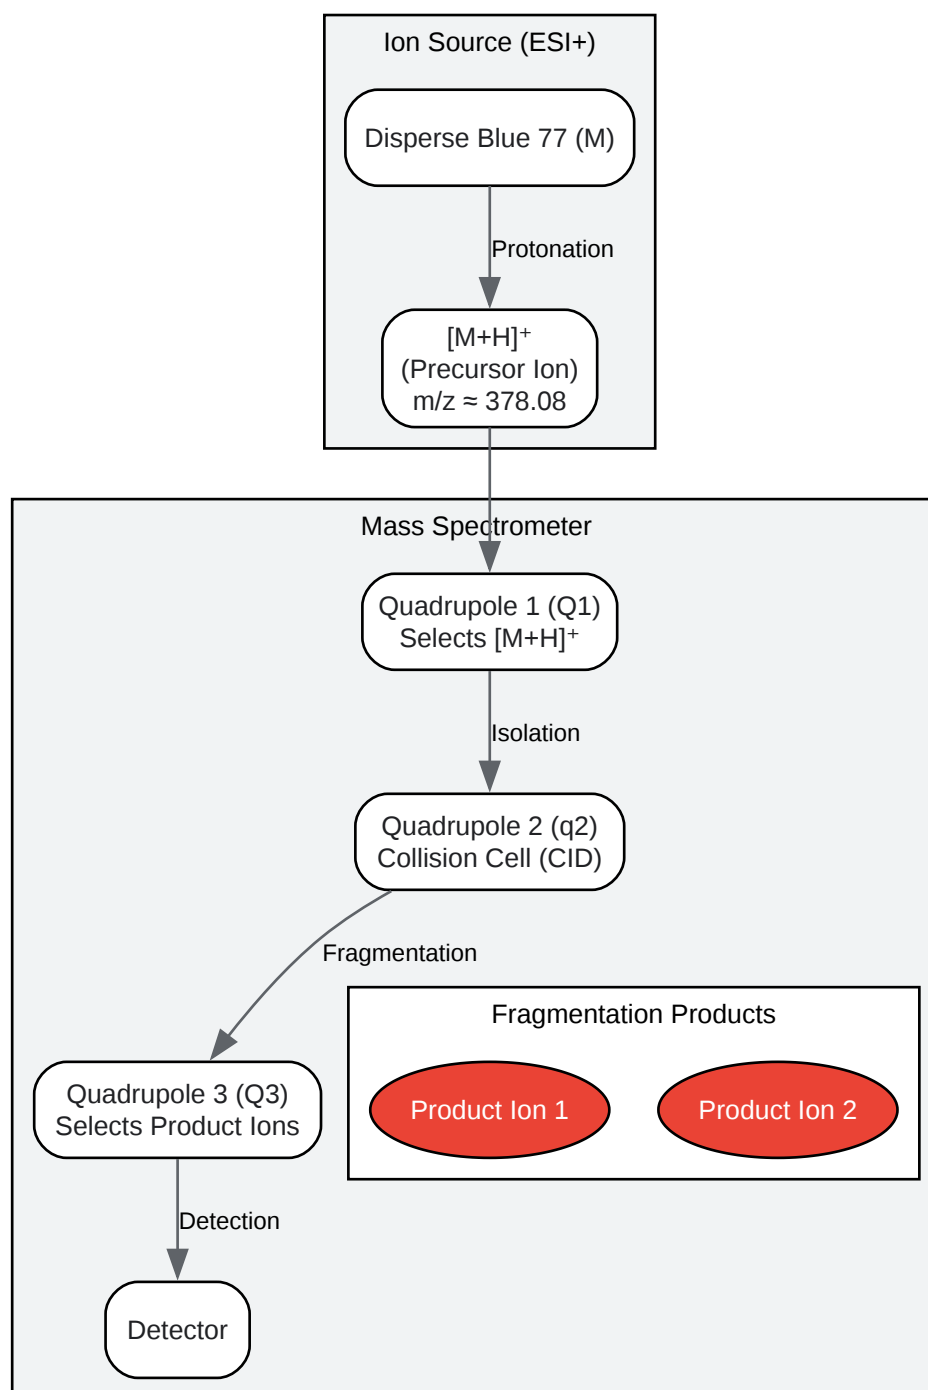 Ion Source (ESI+)
Disperse Blue 77 (M)
Protonation
[M+H]⁺
(Precursor Ion)
m/z ≈ 378.08
Mass Spectrometer
Quadrupole 1 (Q1)
Selects [M+H]⁺
Isolation
Quadrupole 2 (q2)
Collision Cell (CID)
Fragmentation
Fragmentation Products
Quadrupole 3 (Q3)
Selects Product Ions
Product Ion 1
Product Ion 2
Detection
Detector